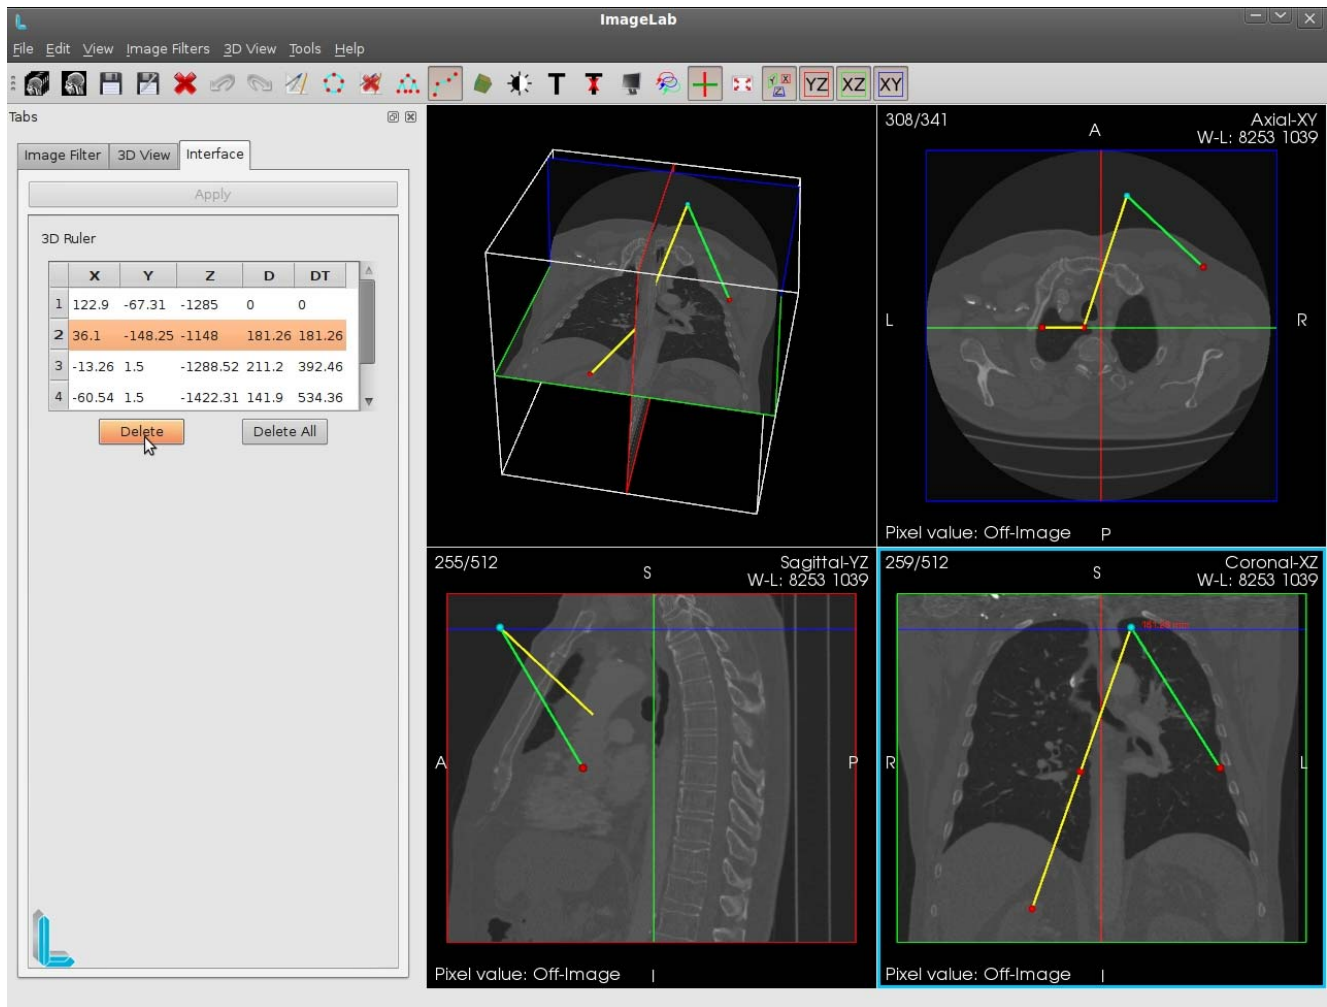 ImageLab
File Edit View Image Filters 3D View Tools Help
T YZ XZ XY
Tabs
Image Filter 3D View Interface
Apply
3D Ruler
X Y Z D DT
1 122.9 -67.31 -1285 0 0
2 36.1 -148.25 -1148 181.26 181.26
3 -13.26 1.5 -1288.52 211.2 392.46
4 -60.54 1.5 -1422.31 141.9 534.36
Delete Delete All
308/341 Axial-XY
A W-L: 8253 1039
L R
Pixel value: Off-Image P
255/512 Sagittal-YZ
S W-L: 8253 1039
A P
Pixel value: Off-Image I
259/512 Coronal-XZ
S W-L: 8253 1039
R L
Pixel value: Off-Image I